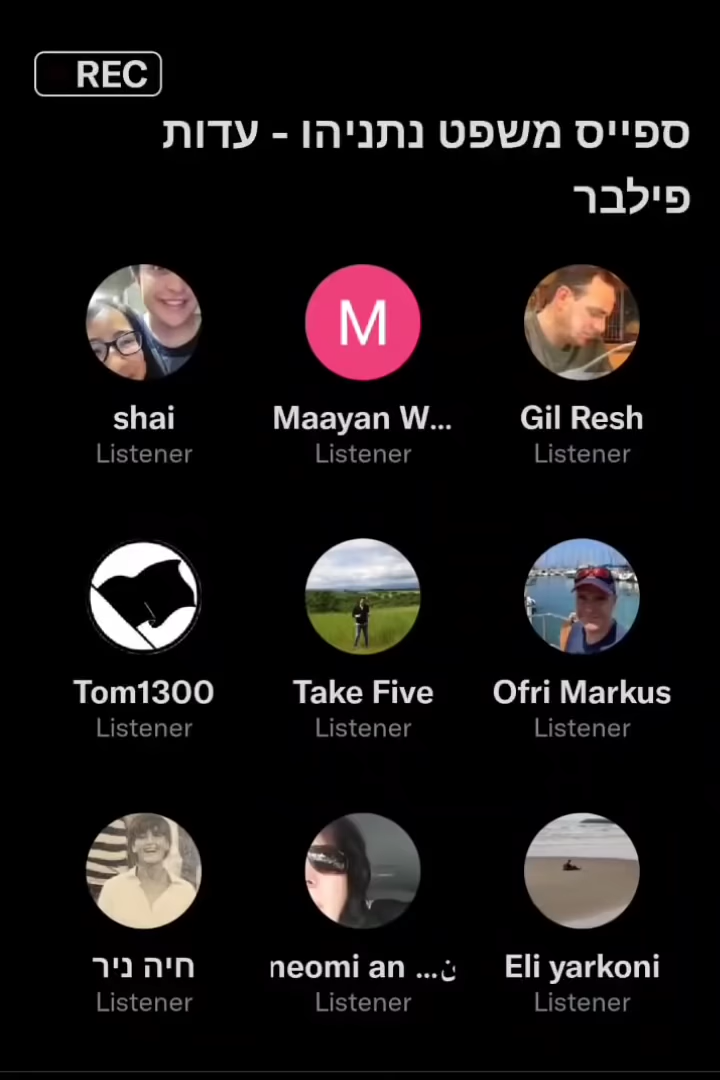 REC
ספייס משפט נתניהו - עדות
פילבר
shai
Listener
Maayan W...
Listener
Gil Resh
Listener
M
Tom1300
Listener
Take Five
Listener
Ofri Markus
Listener
חיה ניר
Listener
neomi an ...ن
Listener
Eli yarkoni
Listener